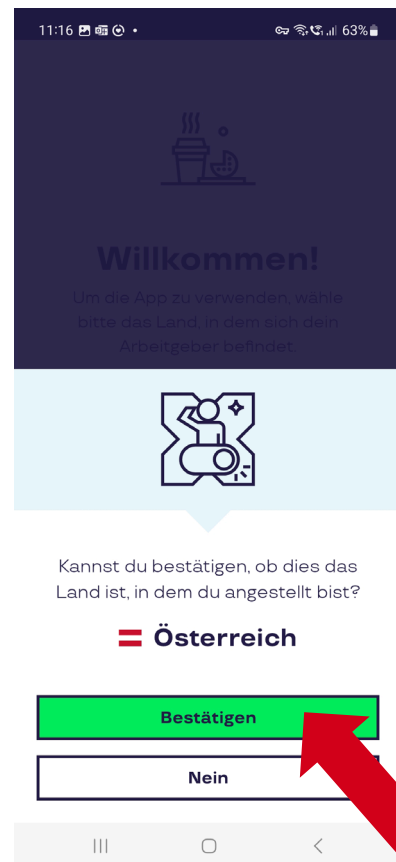 11:16
63%
Willkommen!
Um die App zu verwenden, wähle
bitte das Land, in dem sich dein
Arbeitgeber befindet.
Kannst du bestätigen, ob dies das
Land ist, in dem du angestellt bist?
Österreich
Bestätigen
Nein